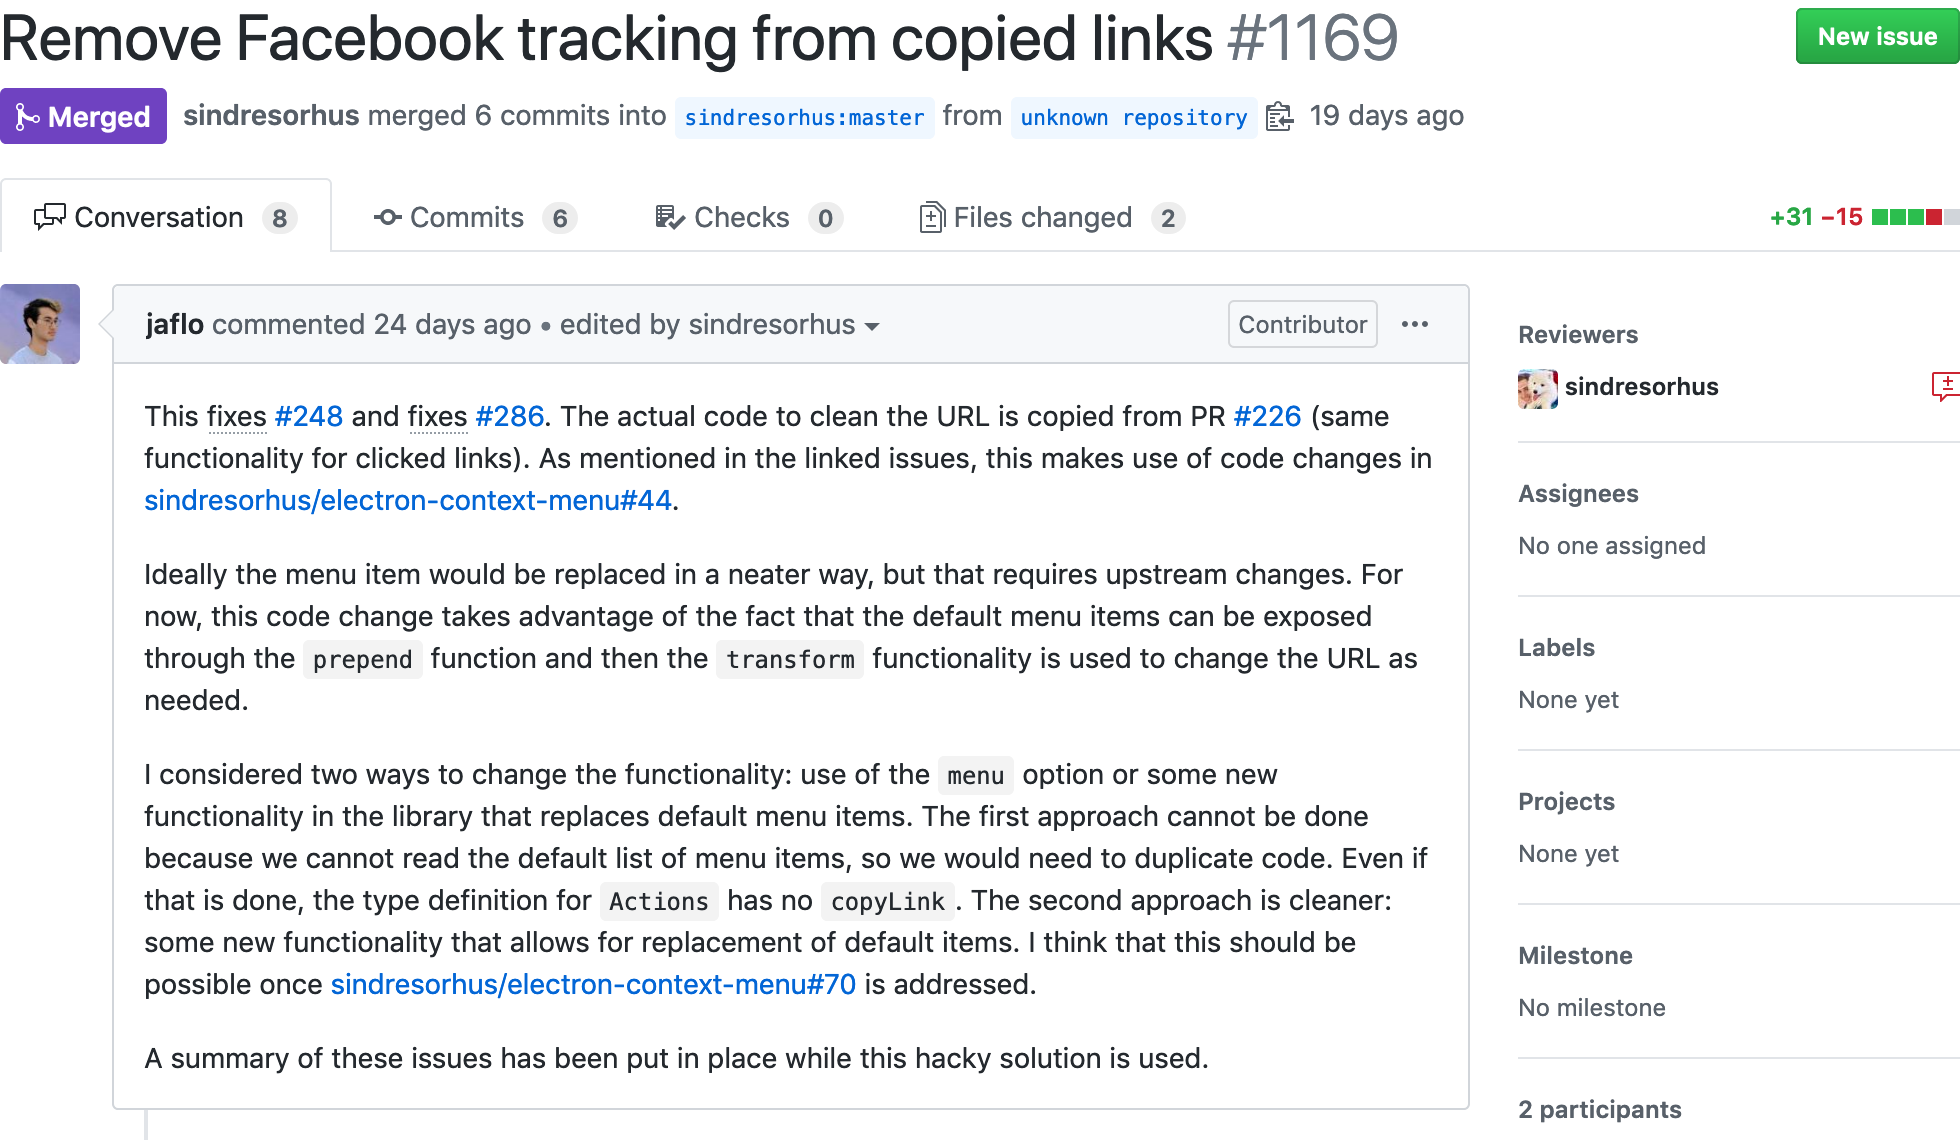 Remove Facebook tracking from copied links #1169
New issue
Merged sindresorhus merged 6 commits into sindresorhus:master from unknown repository 19 days ago
Conversation 8 Commits 6 Checks 0 Files changed 2 +31 −15
jaflo commented 24 days ago • edited by sindresorhus Contributor
This fixes #248 and fixes #286. The actual code to clean the URL is copied from PR #226 (same
functionality for clicked links). As mentioned in the linked issues, this makes use of code changes in
sindresorhus/electron-context-menu#44.
Ideally the menu item would be replaced in a neater way, but that requires upstream changes. For
now, this code change takes advantage of the fact that the default menu items can be exposed
through the prepend function and then the transform functionality is used to change the URL as
needed.
I considered two ways to change the functionality: use of the menu option or some new
functionality in the library that replaces default menu items. The first approach cannot be done
because we cannot read the default list of menu items, so we would need to duplicate code. Even if
that is done, the type definition for Actions has no copyLink. The second approach is cleaner:
some new functionality that allows for replacement of default items. I think that this should be
possible once sindresorhus/electron-context-menu#70 is addressed.
A summary of these issues has been put in place while this hacky solution is used.
Reviewers
sindresorhus
Assignees
No one assigned
Labels
None yet
Projects
None yet
Milestone
No milestone
2 participants